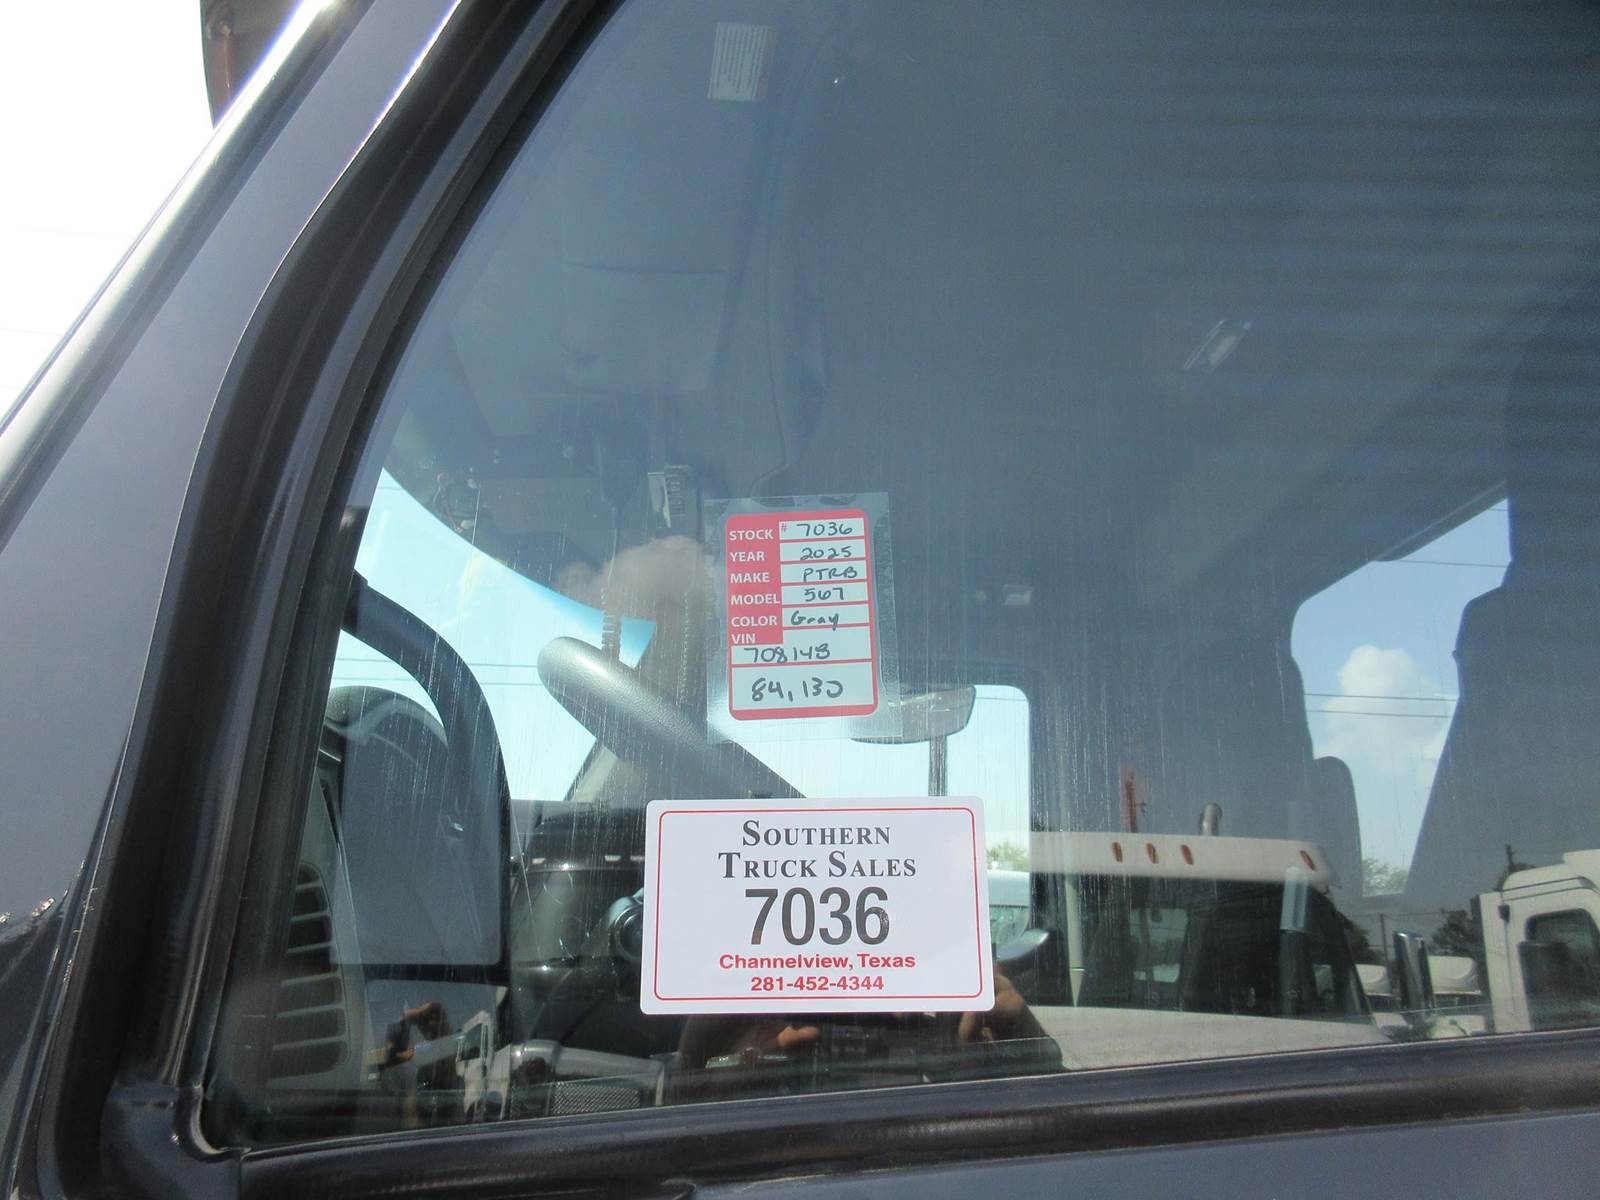 STOCK # 7036
YEAR 2025
MAKE PTRB
MODEL 567
COLOR Gray
VIN
708148
84,130
SOUTHERN
TRUCK SALES
7036
Channelview, Texas
281-452-4344